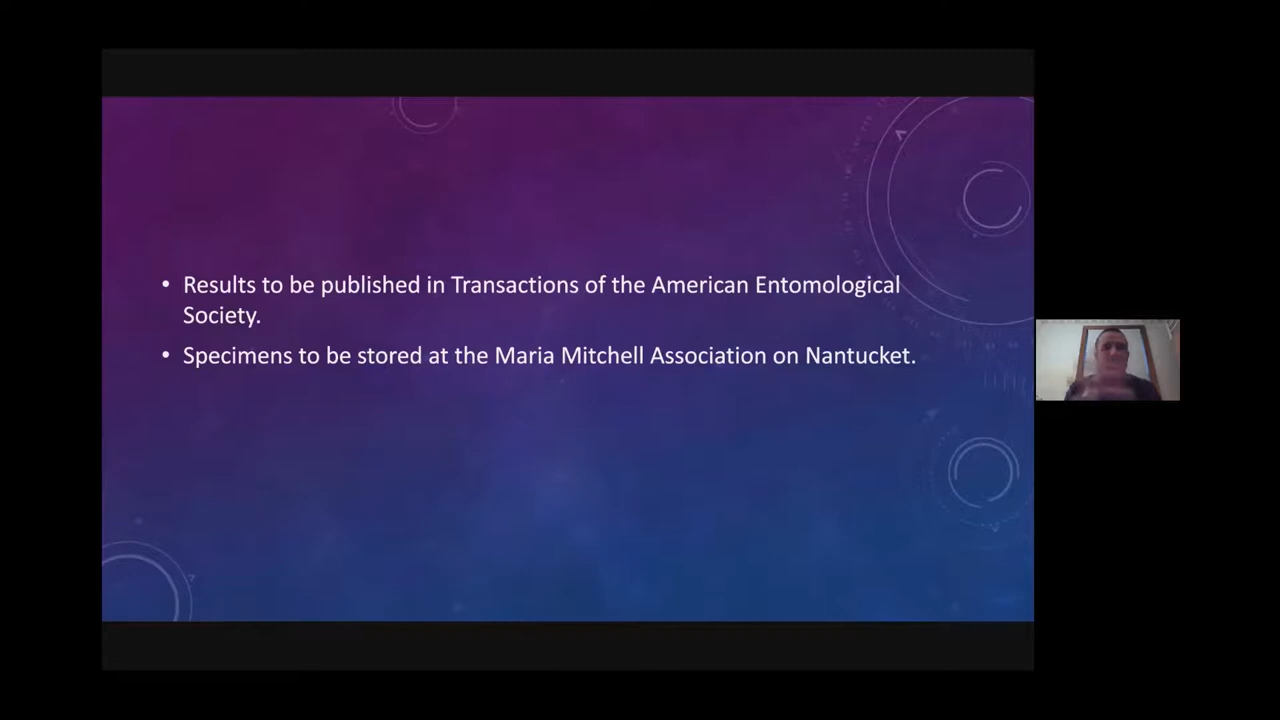 • Results to be published in Transactions of the American Entomological
Society.
• Specimens to be stored at the Maria Mitchell Association on Nantucket.